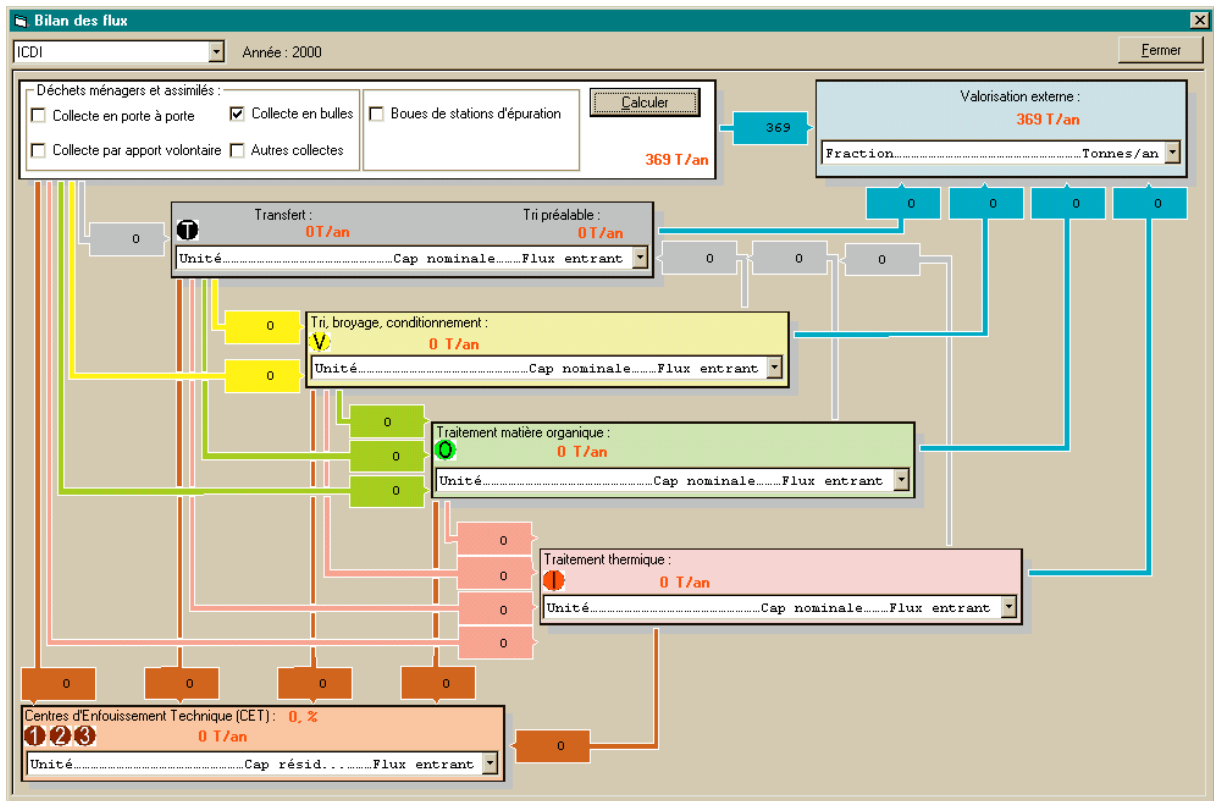 Bilan des flux
ICDI Année : 2000 Fermer
Déchets ménagers et assimilés :
Collecte en porte à porte Collecte en bulles Boues de stations d'épuration Calculer
Collecte par apport volontaire Autres collectes
369 T/an
369
Valorisation externe :
369 T/an
Fraction...Tonnes/an
0 0 0 0
Transfert : Tri préalable :
0 T 0T/an 0T/an
Unité...Cap nominale...Flux entrant
0 0 0
0 Tri, broyage, conditionnement :
V 0 T/an
0 Unité...Cap nominale...Flux entrant
0
Traitement matière organique :
0 O 0 T/an
0 Unité...Cap nominale...Flux entrant
0
Traitement thermique :
0 I 0 T/an
0 Unité...Cap nominale...Flux entrant
0
0 0 0 0
Centres d'Enfouissement Technique (CET) : 0, %
1 2 3 0 T/an
Unité...Cap résid......Flux entrant
0